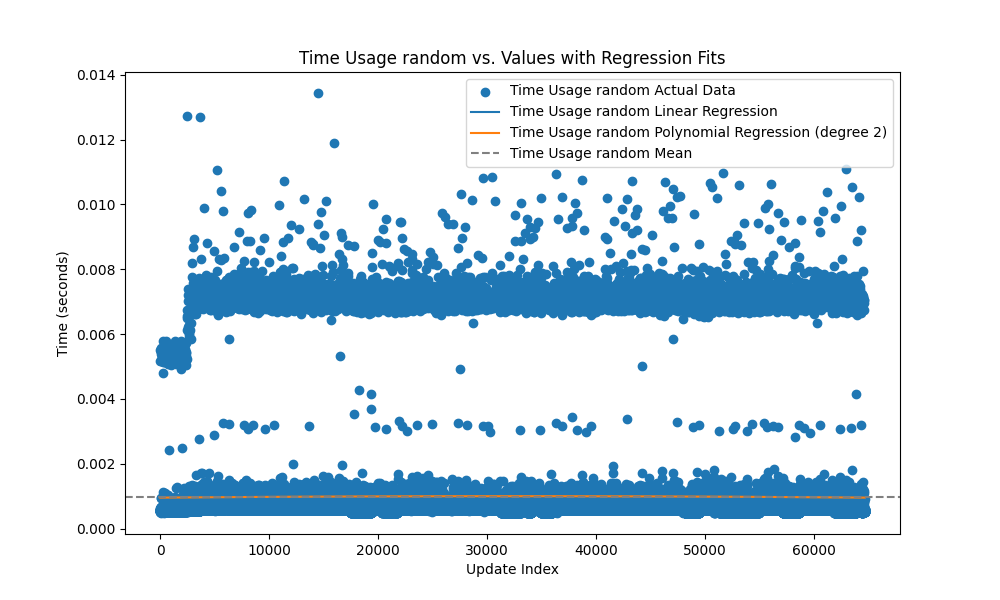 Time Usage random vs. Values with Regression Fits
0.014
0.012
0.010
0.008
0.006
0.004
0.002
0.000
Time (seconds)
Time Usage random Actual Data
Time Usage random Linear Regression
Time Usage random Polynomial Regression (degree 2)
Time Usage random Mean
0 10000 20000 30000 40000 50000 60000
Update Index